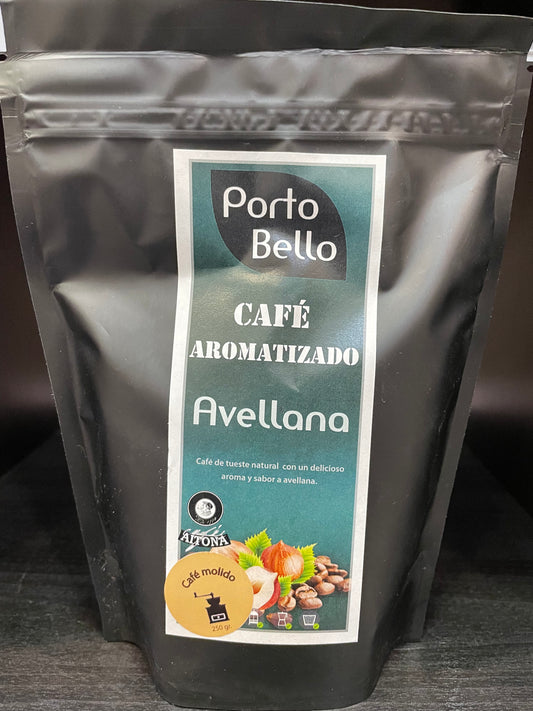 Porto
Bello
CAFÉ
AROMATIZADO
Avellana
Café de tueste natural con un delicioso
aroma y sabor a avellana.
ALTONA
Café molido
250 gr.